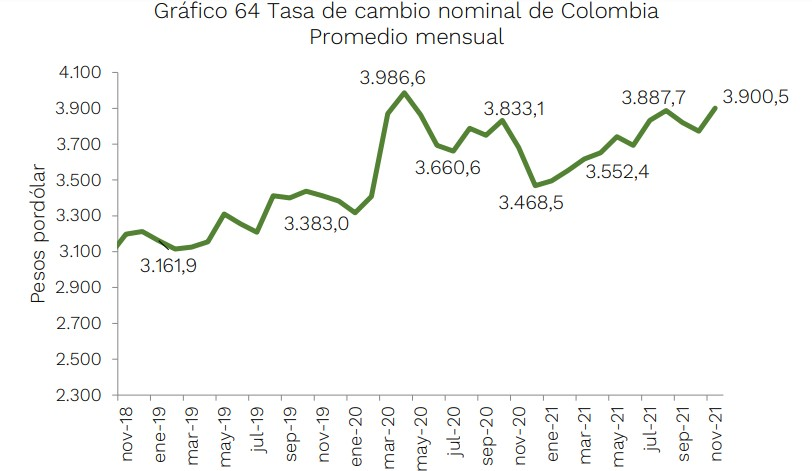 Gráfico 64 Tasa de cambio nominal de Colombia
Promedio mensual
Pesos pordólar
4.100
3.900
3.700
3.500
3.300
3.100
2.900
2.700
2.500
2.300
3.161,9
3.383,0
3.986,6
3.660,6
3.833,1
3.468,5
3.552,4
3.887,7
3.900,5
nov-18
ene-19
mar-19
may-19
jul-19
sep-19
nov-19
ene-20
mar-20
may-20
jul-20
sep-20
nov-20
ene-21
mar-21
may-21
jul-21
sep-21
nov-21